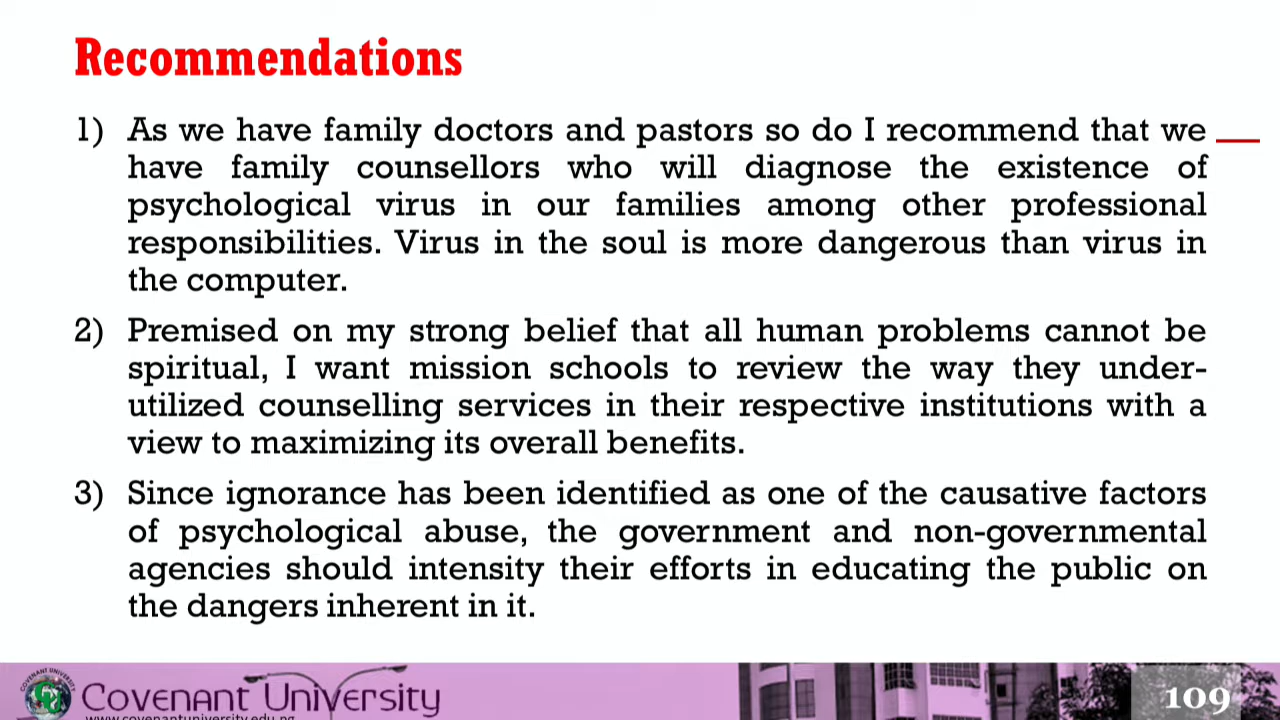 Recommendations
1) As we have family doctors and pastors so do I recommend that we
have family counsellors who will diagnose the existence of
psychological virus in our families among other professional
responsibilities. Virus in the soul is more dangerous than virus in
the computer.
2) Premised on my strong belief that all human problems cannot be
spiritual, I want mission schools to review the way they under-
utilized counselling services in their respective institutions with a
view to maximizing its overall benefits.
3) Since ignorance has been identified as one of the causative factors
of psychological abuse, the government and non-governmental
agencies should intensity their efforts in educating the public on
the dangers inherent in it.
COVENANT UNIVERSITY
Covenant University
www.covenantuniversity.edu.ng
109